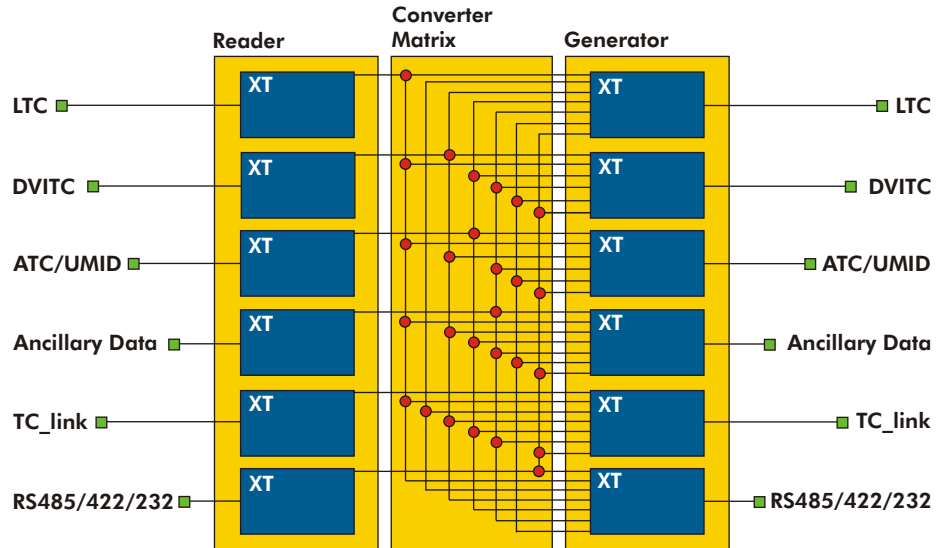 Converter
Reader Matrix Generator
XT XT
LTC LTC
XT XT
DVITC DVITC
XT XT
ATC/UMID ATC/UMID
XT XT
Ancillary Data Ancillary Data
XT XT
TC_link TC_link
XT XT
RS485/422/232 RS485/422/232